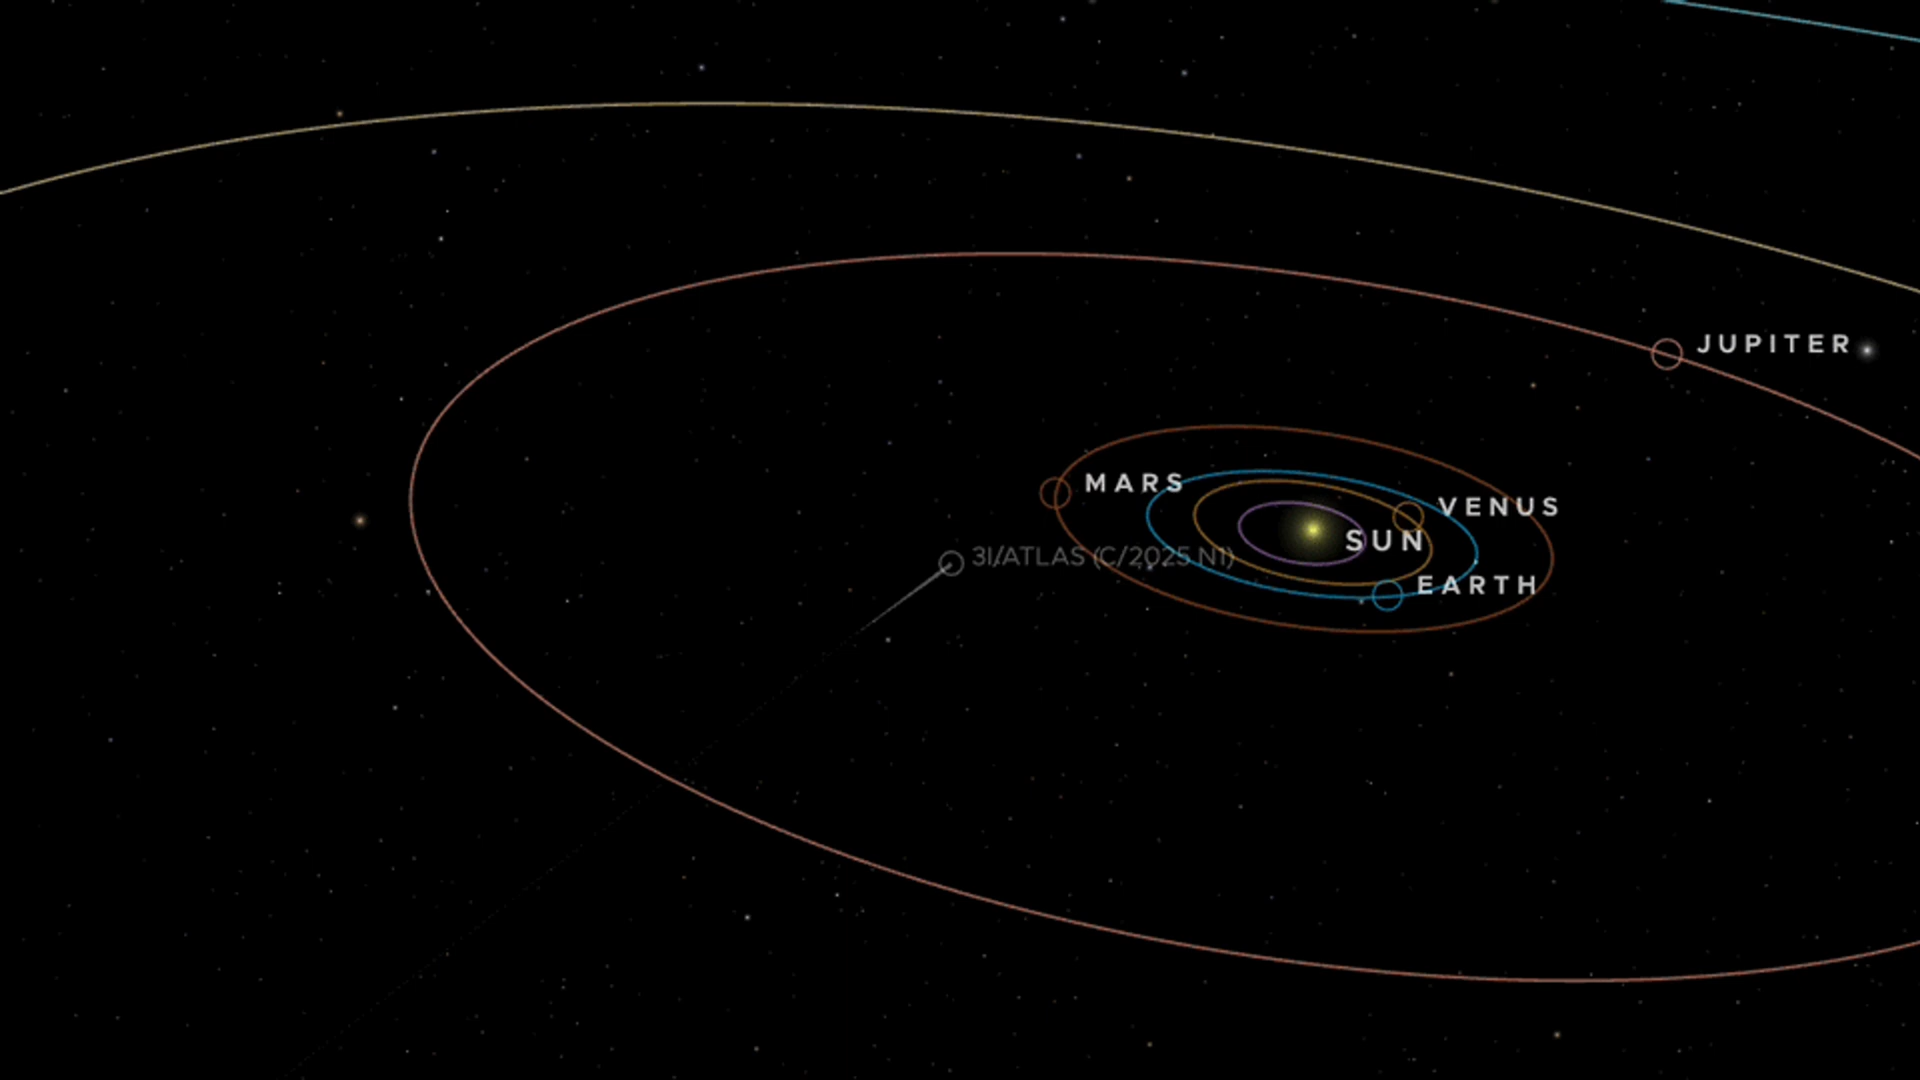 JUPITER
MARS
VENUS
SUN
3I/ATLAS (C/2025 N1)
EARTH